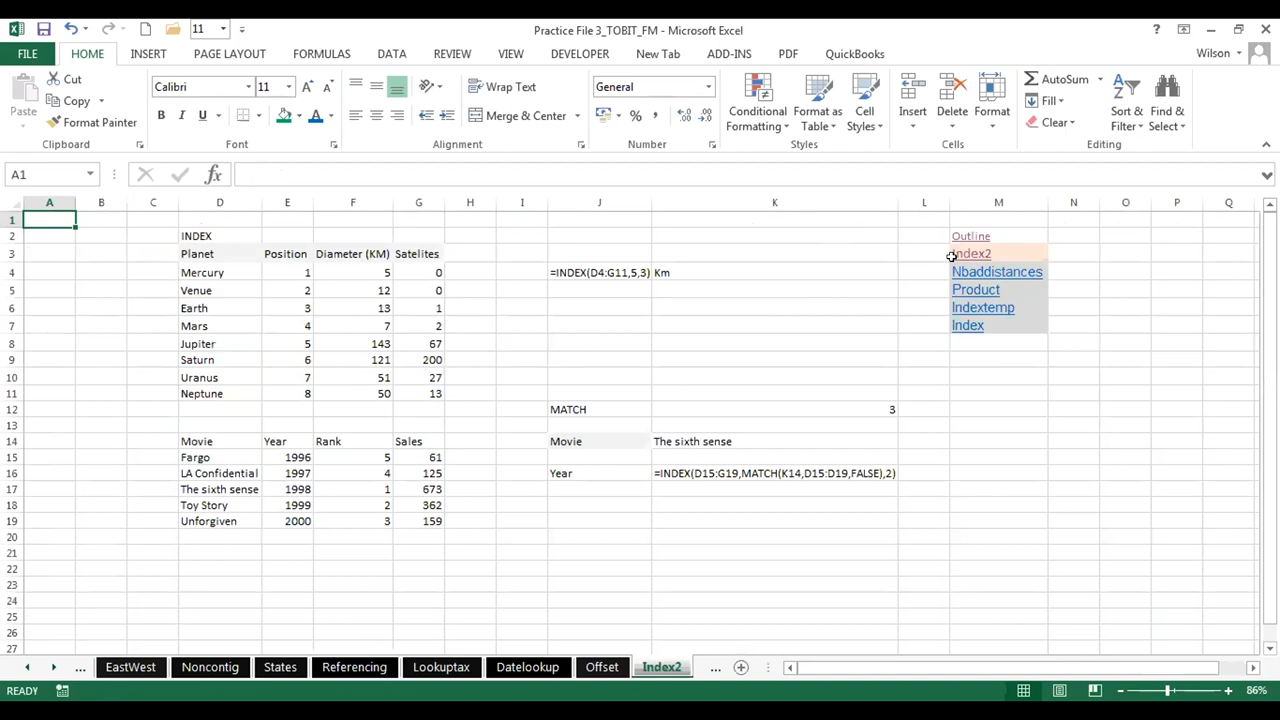 11
Practice File 3_TOBIT_FM - Microsoft Excel
?
FILE
HOME
INSERT
PAGE LAYOUT
FORMULAS
DATA
REVIEW
VIEW
DEVELOPER
New Tab
ADD-INS
PDF
QuickBooks
Wilson
Paste
Cut
Copy
Format Painter
Clipboard
Calibri
11
B I U
Font
Wrap Text
Merge & Center
Alignment
General
$ % ,
Number
Conditional Formatting
Format as Table
Cell Styles
Styles
Insert
Delete
Format
Cells
AutoSum
Fill
Clear
Sort & Filter
Find & Select
Editing
A1
fx
A B C D E F G H I J K L M N O P Q
1
2 INDEX Outline
3 Planet Position Diameter (KM) Satelites Index2
4 Mercury 1 5 0 =INDEX(D4:G11,5,3) Km Nbaddistances
5 Venue 2 12 0 Product
6 Earth 3 13 1 Indextemp
7 Mars 4 7 2 Index
8 Jupiter 5 143 67
9 Saturn 6 121 200
10 Uranus 7 51 27
11 Neptune 8 50 13
12 MATCH 3
13
14 Movie Year Rank Sales Movie The sixth sense
15 Fargo 1996 5 61
16 LA Confidential 1997 4 125 Year =INDEX(D15:G19,MATCH(K14,D15:D19,FALSE),2)
17 The sixth sense 1998 1 673
18 Toy Story 1999 2 362
19 Unforgiven 2000 3 159
20
21
22
23
24
25
26
27
... EastWest Noncontig States Referencing Lookuptax Datelookup Offset Index2 ...
READY
86%